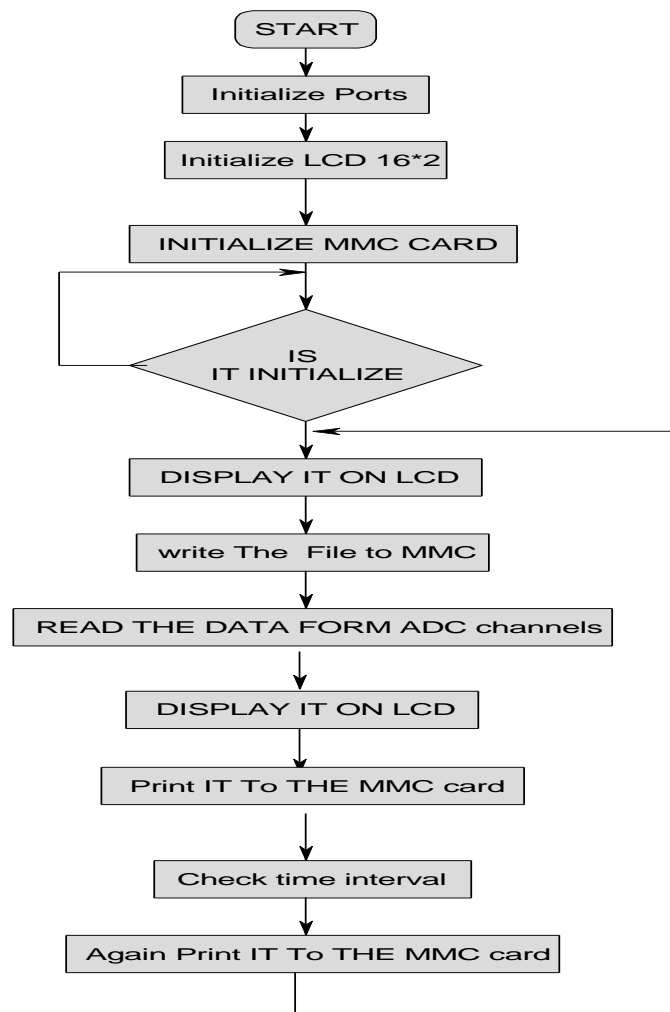 START
Initialize Ports
Initialize LCD 16*2
INITIALIZE MMC CARD
IS
IT INITIALIZE
DISPLAY IT ON LCD
write The File to MMC
READ THE DATA FORM ADC channels
DISPLAY IT ON LCD
Print IT To THE MMC card
Check time interval
Again Print IT To THE MMC card